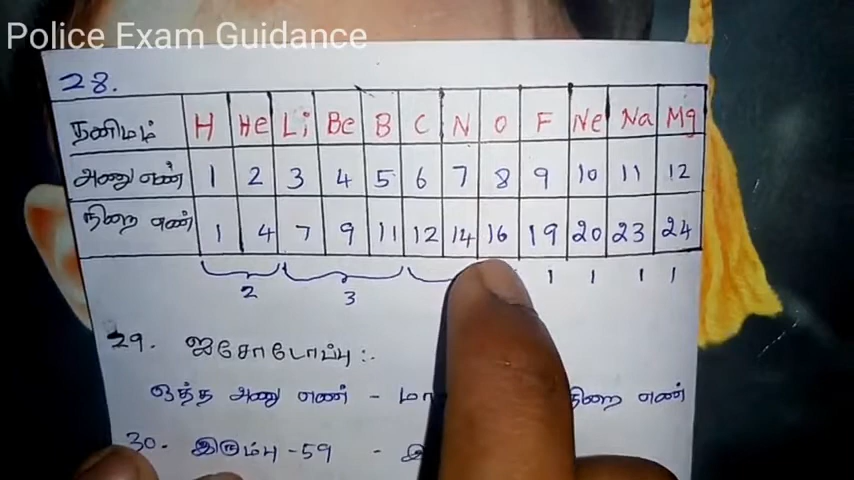 Police Exam Guidance
28.
தனிமம் H He Li Be B C N O F Ne Na Mg
அணு எண் 1 2 3 4 5 6 7 8 9 10 11 12
நிறை எண் 1 4 7 9 11 12 14 16 19 20 23 24
2 3 1 1 1 1
29. ஐசோடோப்பு :-
ஒத்த அணு எண் - நிறை எண்
30. இரும்பு -59 -